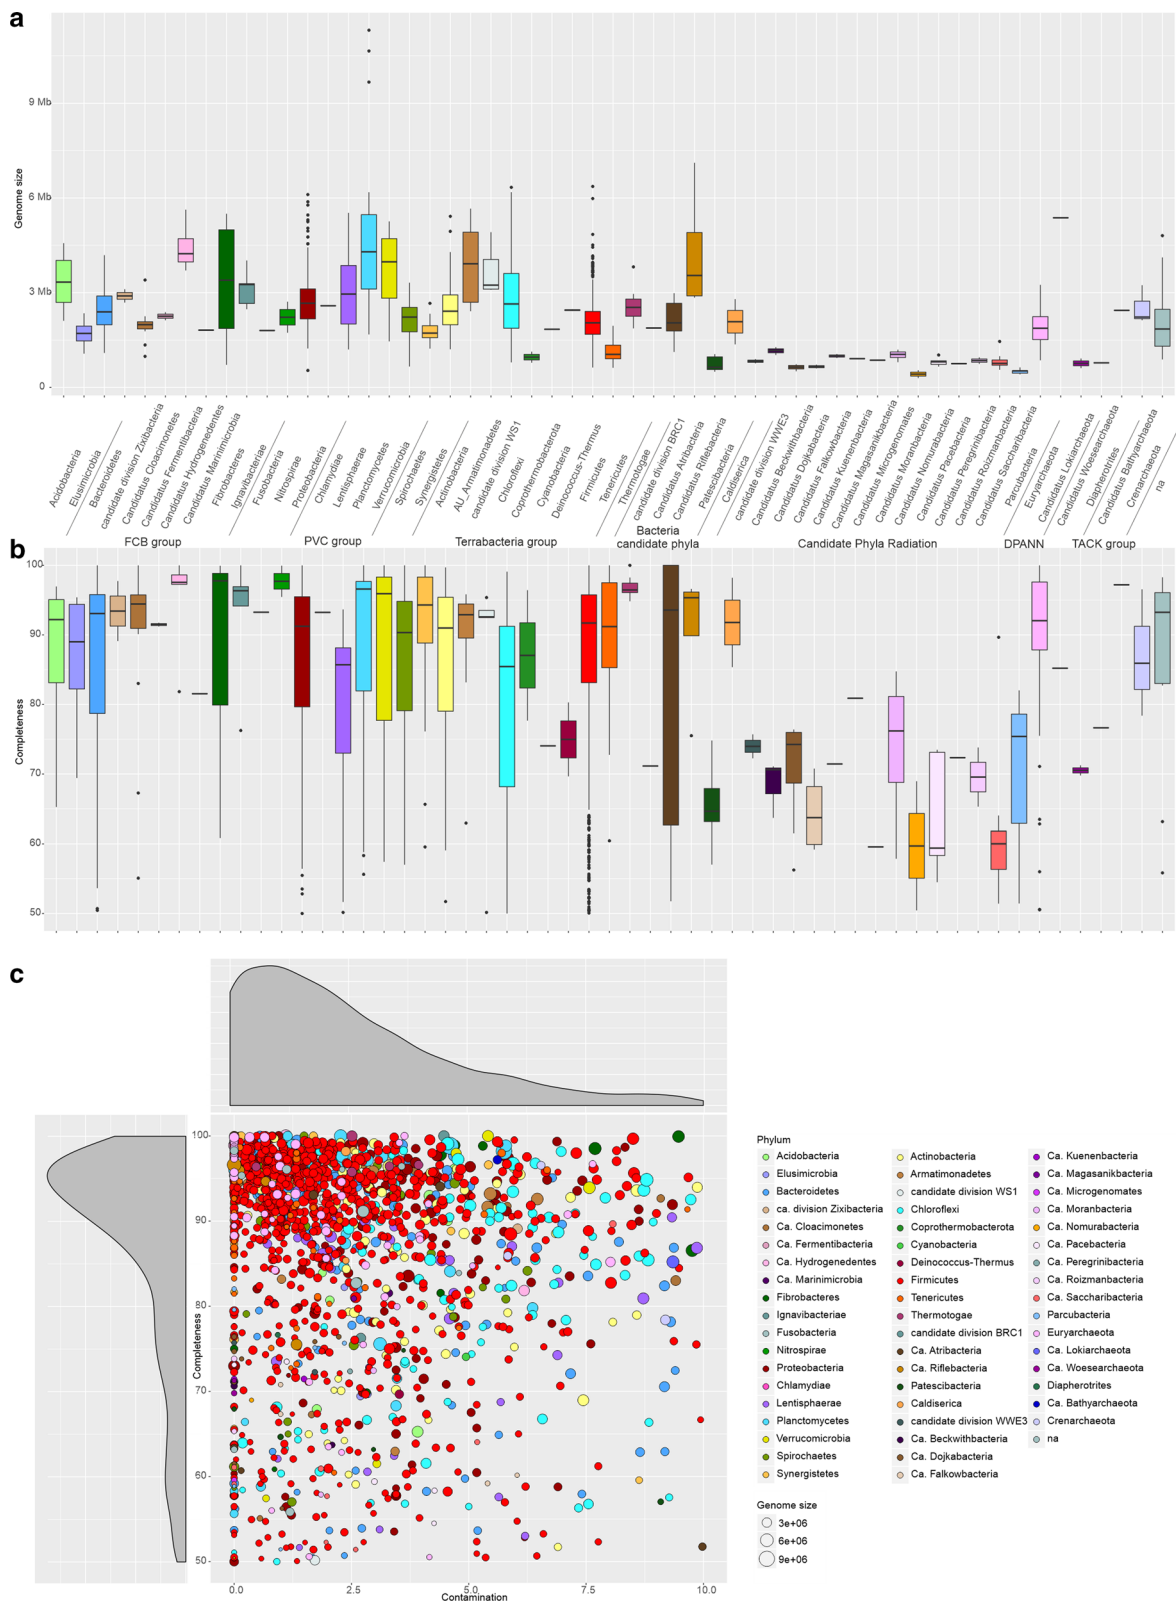 a
9 Mb
6 Mb
3 Mb
0
Genome size
Acidobacteria
Elusimicrobia
Bacteroidetes
candidate division Zixibacteria
Candidatus Cloacimonetes
Candidatus Fermentibacteria
Candidatus Hydrogenedentes
Candidatus Marinimicrobia
Fibrobacteres
Ignavibacteriae
Fusobacteria
Nitrospirae
Proteobacteria
Chlamydiae
Lentisphaerae
Planctomycetes
Verrucomicrobia
Spirochaetes
Synergistetes
Actinobacteria
AU_Armatimonadetes
candidate division WS1
Chloroflexi
Coprothermobacterota
Cyanobacteria
Deinococcus-Thermus
Firmicutes
Tenericutes
Thermotogae
candidate division BRC1
Candidatus Atribacteria
Candidatus Riflebacteria
Patescibacteria
Caldiserica
candidate division WWE3
Candidatus Beckwithbacteria
Candidatus Dojkabacteria
Candidatus Falkowbacteria
Candidatus Kuenenbacteria
Candidatus Magasanikbacteria
Candidatus Microgenomates
Candidatus Moranbacteria
Candidatus Nomurabacteria
Candidatus Pacebacteria
Candidatus Peregrinibacteria
Candidatus Rozmanbacteria
Candidatus Saccharibacteria
Parcubacteria
Euryarchaeota
Candidatus Lokiarchaeota
Candidatus Woesearchaeota
Diapherotrites
Candidatus Bathyarchaeota
Crenarchaeota
na
FCB group
PVC group
Terrabacteria group
Bacteria
candidate phyla
Candidate Phyla Radiation
DPANN
TACK group
b
100
90
80
70
60
50
Completeness
c
100
90
80
70
60
50
Completeness
0.0
2.5
5.0
7.5
10.0
Contamination
Phylum
Acidobacteria
Elusimicrobia
Bacteroidetes
ca. division Zixibacteria
Ca. Cloacimonetes
Ca. Fermentibacteria
Ca. Hydrogenedentes
Ca. Marinimicrobia
Fibrobacteres
Ignavibacteriae
Fusobacteria
Nitrospirae
Proteobacteria
Chlamydiae
Lentisphaerae
Planctomycetes
Verrucomicrobia
Spirochaetes
Synergistetes
Actinobacteria
Armatimonadetes
candidate division WS1
Chloroflexi
Coprothermobacterota
Cyanobacteria
Deinococcus-Thermus
Firmicutes
Tenericutes
Thermotogae
candidate division BRC1
Ca. Atribacteria
Ca. Riflebacteria
Patescibacteria
Caldiserica
candidate division WWE3
Ca. Beckwithbacteria
Ca. Dojkabacteria
Ca. Falkowbacteria
Ca. Kuenenbacteria
Ca. Magasanikbacteria
Ca. Microgenomates
Ca. Moranbacteria
Ca. Nomurabacteria
Ca. Pacebacteria
Ca. Peregrinibacteria
Ca. Roizmanbacteria
Ca. Saccharibacteria
Parcubacteria
Euryarchaeota
Ca. Lokiarchaeota
Ca. Woesearchaeota
Diapherotrites
Ca. Bathyarchaeota
Crenarchaeota
na
Genome size
3e+06
6e+06
9e+06